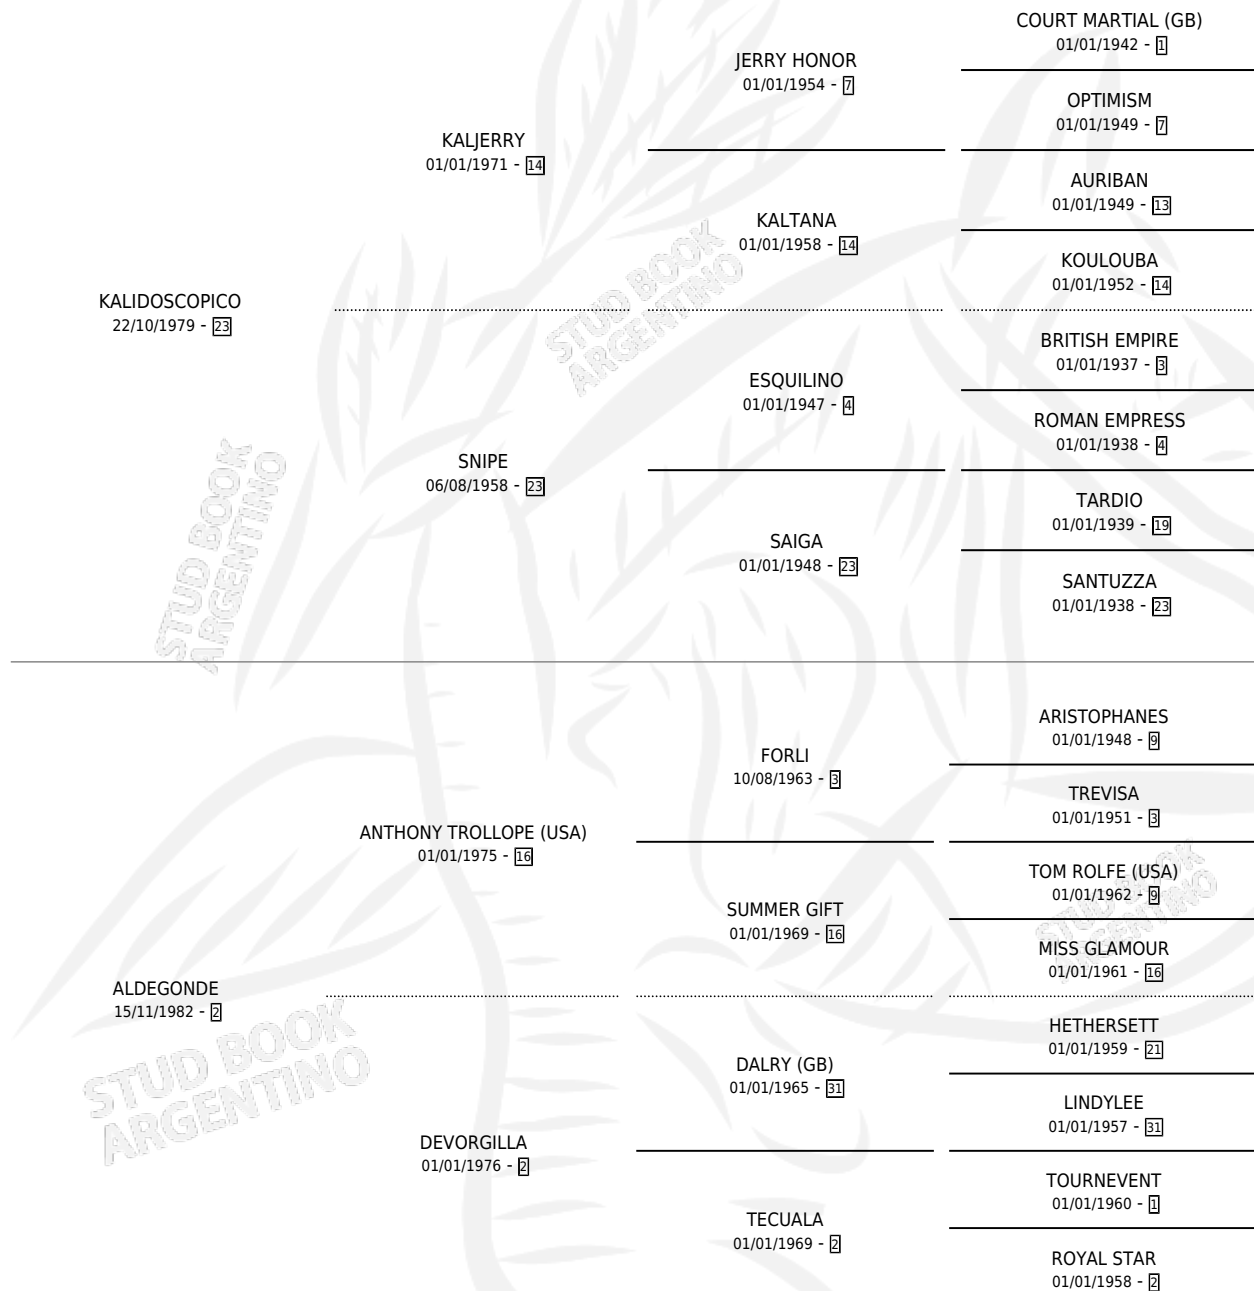 COURT MARTIAL (GB)
01/01/1942 - 1
JERRY HONOR
01/01/1954 - 7
OPTIMISM
01/01/1949 - 7
KALJERRY
01/01/1971 - 14
AURIBAN
01/01/1949 - 13
KALTANA
01/01/1958 - 14
KOULOUBA
01/01/1952 - 14
KALIDOSCOPICO
22/10/1979 - 23
BRITISH EMPIRE
01/01/1937 - 3
ESQUILINO
01/01/1947 - 4
ROMAN EMPRESS
01/01/1938 - 4
SNIPE
06/08/1958 - 23
TARDIO
01/01/1939 - 19
SAIGA
01/01/1948 - 23
SANTUZZA
01/01/1938 - 23
STUD BOOK
ARGENTINO
STUD BOOK
ARGENTINO
ARISTOPHANES
01/01/1948 - 9
FORLI
10/08/1963 - 3
TREVISA
01/01/1951 - 3
ANTHONY TROLLOPE (USA)
01/01/1975 - 16
TOM ROLFE (USA)
01/01/1962 - 9
SUMMER GIFT
01/01/1969 - 16
MISS GLAMOUR
01/01/1961 - 16
ALDEGONDE
15/11/1982 - 2
HETHERSETT
01/01/1959 - 21
DALRY (GB)
01/01/1965 - 31
LINDYLEE
01/01/1957 - 31
DEVORGILLA
01/01/1976 - 2
TOURNEVENT
01/01/1960 - 1
TECUALA
01/01/1969 - 2
ROYAL STAR
01/01/1958 - 2
STUD BOOK
ARGENTINO
STUD BOOK
ARGENTINO